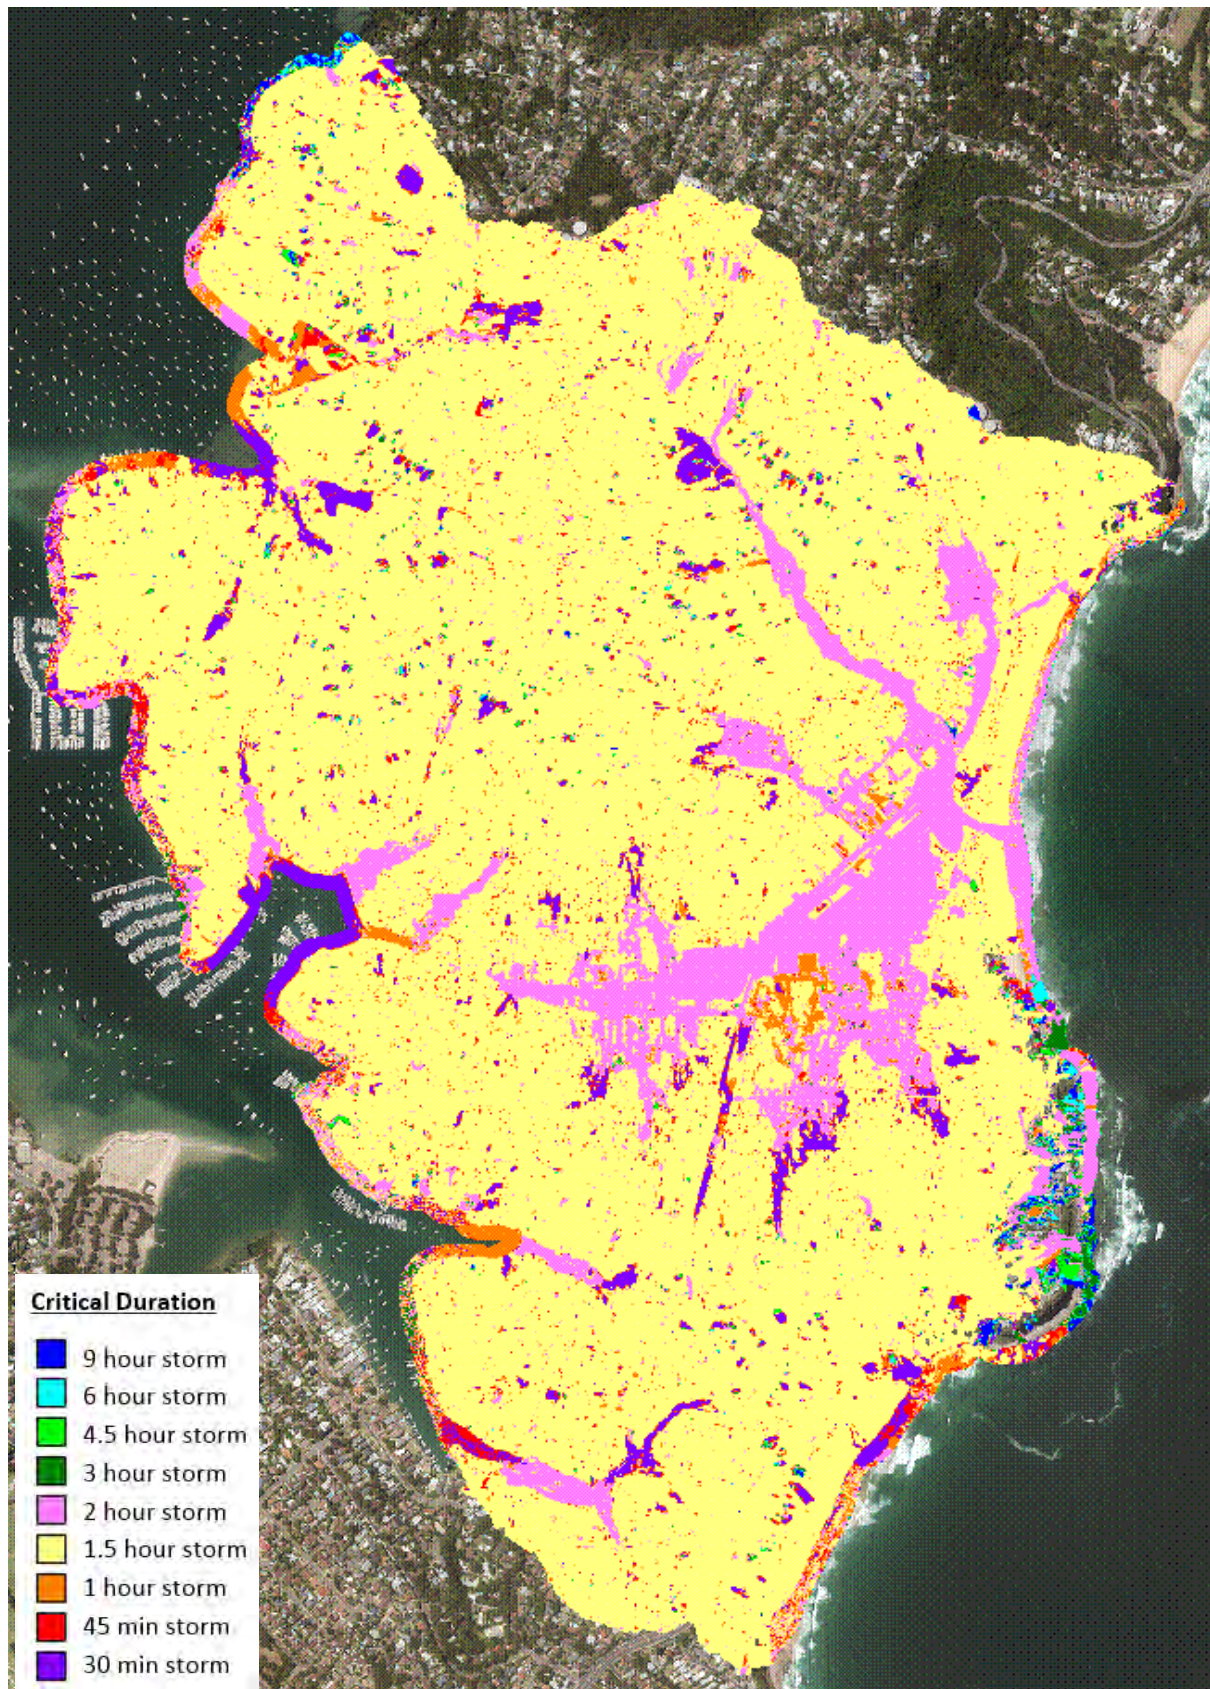 Critical Duration
9 hour storm
6 hour storm
4.5 hour storm
3 hour storm
2 hour storm
1.5 hour storm
1 hour storm
45 min storm
30 min storm